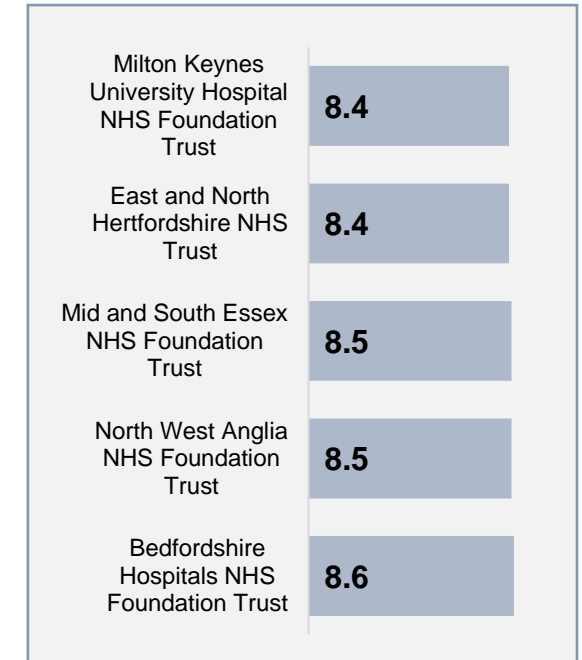 Milton Keynes
University Hospital
NHS Foundation
Trust
8.4
East and North
Hertfordshire NHS
Trust
8.4
Mid and South Essex
NHS Foundation
Trust
8.5
North West Anglia
NHS Foundation
Trust
8.5
Bedfordshire
Hospitals NHS
Foundation Trust
8.6